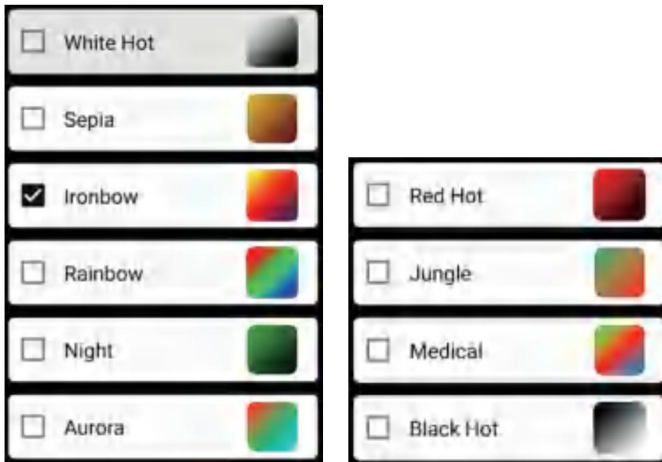 White Hot
Sepia
Ironbow
Rainbow
Night
Aurora
Red Hot
Jungle
Medical
Black Hot